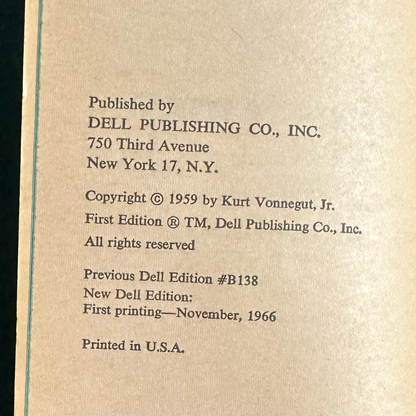 Published by
DELL PUBLISHING CO., INC.
750 Third Avenue
New York 17, N.Y.
Copyright © 1959 by Kurt Vonnegut, Jr.
First Edition ® TM, Dell Publishing Co., Inc.
All rights reserved
Previous Dell Edition #B138
New Dell Edition:
First printing—November, 1966
Printed in U.S.A.